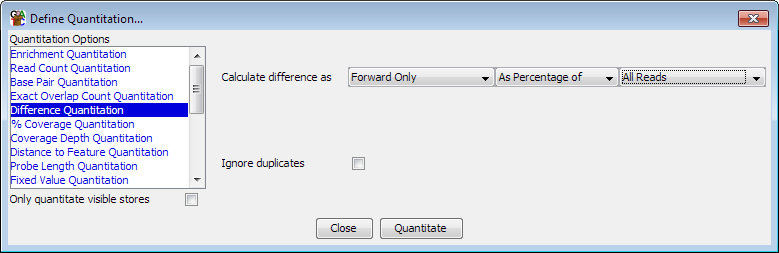 Define Quantitation...
Quantitation Options
Enrichment Quantitation
Read Count Quantitation
Base Pair Quantitation
Exact Overlap Count Quantitation
Difference Quantitation
% Coverage Quantitation
Coverage Depth Quantitation
Distance to Feature Quantitation
Probe Length Quantitation
Fixed Value Quantitation
Only quantitate visible stores
Calculate difference as Forward Only As Percentage of All Reads
Ignore duplicates
Close Quantitate